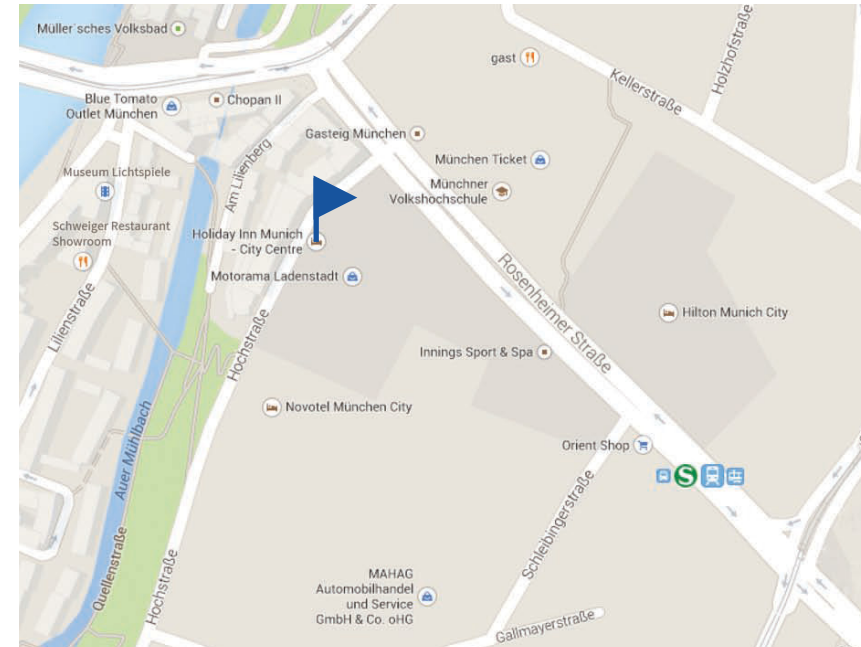 Müller'sches Volksbad
gast
Holzhofstraße
Kellerstraße
Blue Tomato
Outlet München
Chopan II
Gasteig München
München Ticket
Am Lilienberg
Museum Lichtspiele
Münchner
Volkshochschule
Schweiger Restaurant
Showroom
Holiday Inn Munich
- City Centre
Motorama Ladenstadt
Rosenheimer Straße
Lilienstraße
Hochstraße
Hilton Munich City
Innings Sport & Spa
Novotel München City
Auer Mühlbach
Orient Shop
S
Schleibingerstraße
Quellenstraße
Hochstraße
MAHAG
Automobilhandel
und Service
GmbH & Co. oHG
Gallmayerstraße